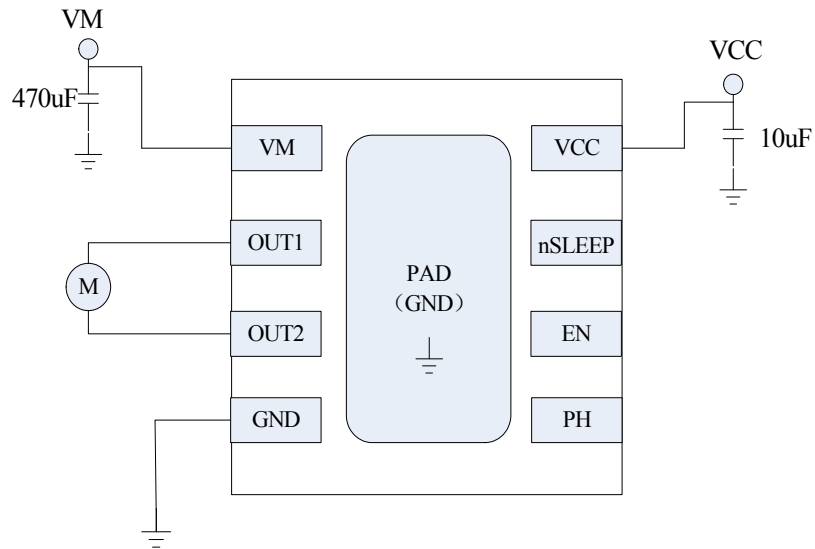 VM
VCC
470uF
10uF
VM
VCC
OUT1
nSLEEP
M
PAD
（GND）
OUT2
EN
GND
PH